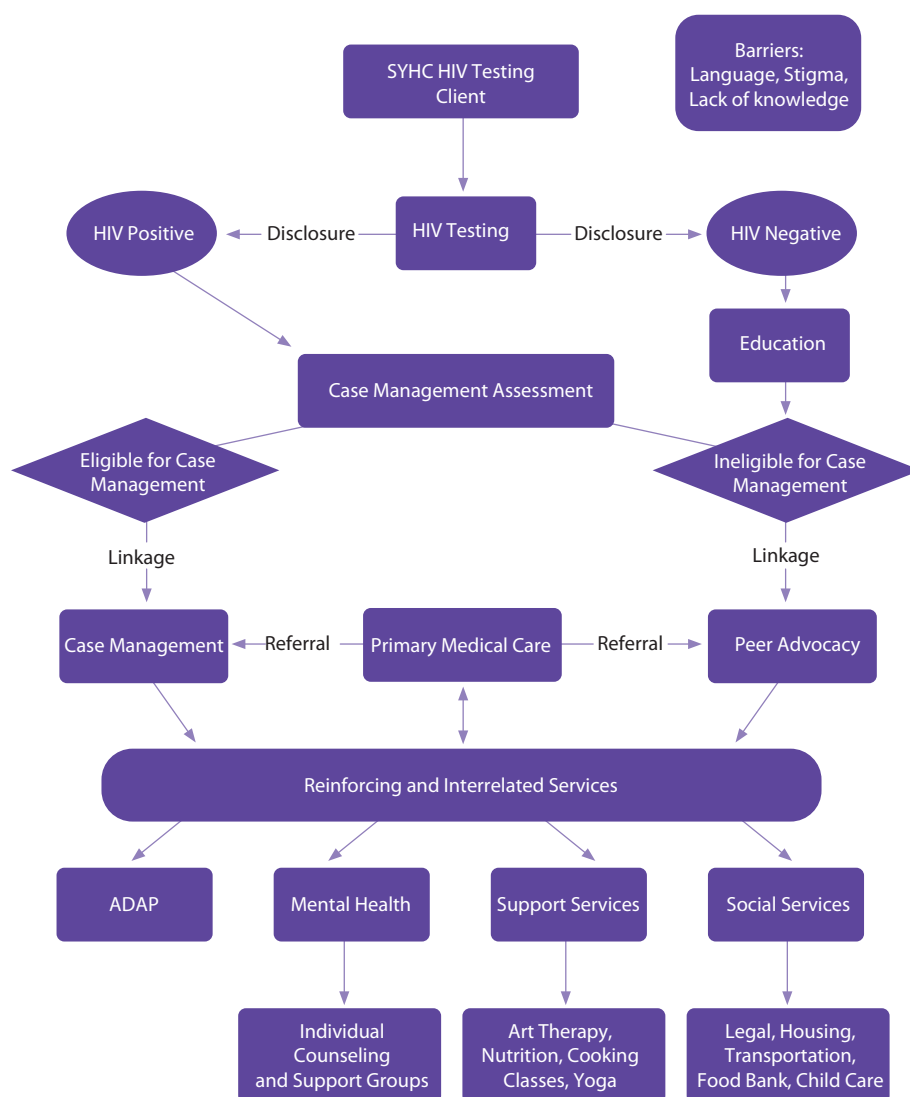 SYHC HIV Testing
Client
Barriers:
Language, Stigma,
Lack of knowledge
HIV Positive
Disclosure
HIV Testing
Disclosure
HIV Negative
Education
Case Management Assessment
Eligible for Case
Management
Ineligible for Case
Management
Linkage
Linkage
Case Management
Referral
Primary Medical Care
Referral
Peer Advocacy
Reinforcing and Interrelated Services
ADAP
Mental Health
Support Services
Social Services
Individual
Counseling
and Support Groups
Art Therapy,
Nutrition, Cooking
Classes, Yoga
Legal, Housing,
Transportation,
Food Bank, Child Care